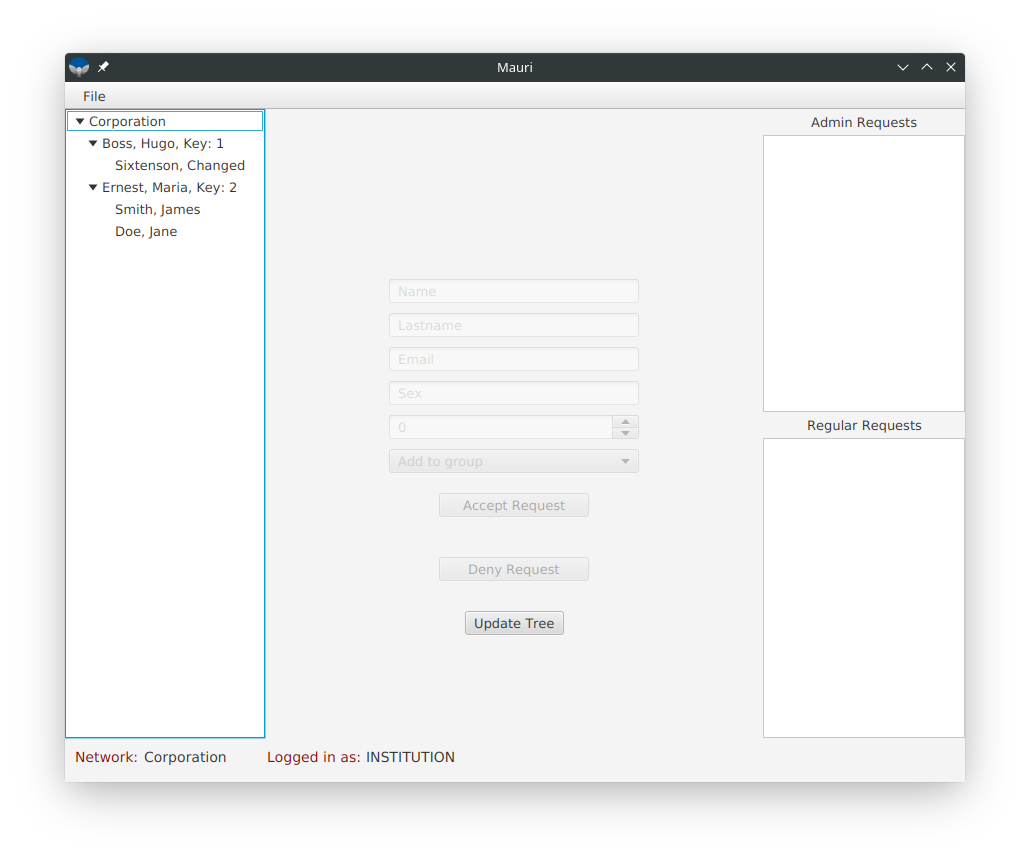 Mauri
File
Corporation
Boss, Hugo, Key: 1
Sixtenson, Changed
Ernest, Maria, Key: 2
Smith, James
Doe, Jane
Name
Lastname
Email
Sex
0
Add to group
Accept Request
Deny Request
Update Tree
Admin Requests
Regular Requests
Network: Corporation Logged in as: INSTITUTION